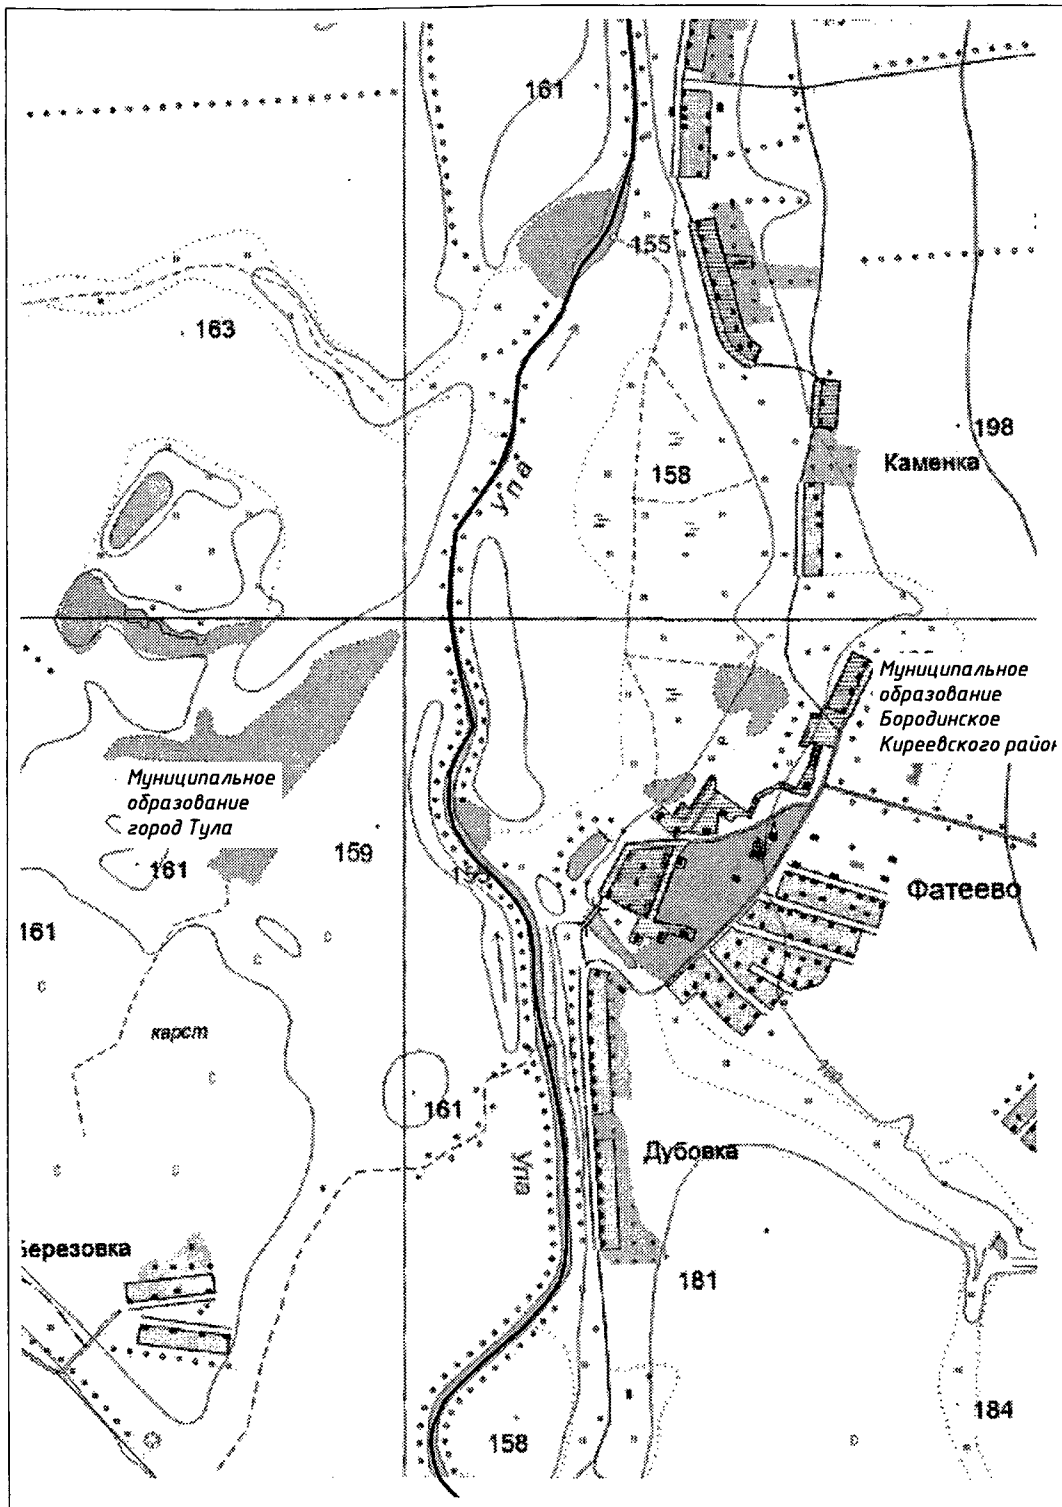 161
155
163
198
Каменка
158
Упа
Муниципальное
образование
Бородинское
Киреевского район
Муниципальное
образование
город Тула
159
161
Фатеево
161
карст
161
Дубовка
Упа
Березовка
181
184
158